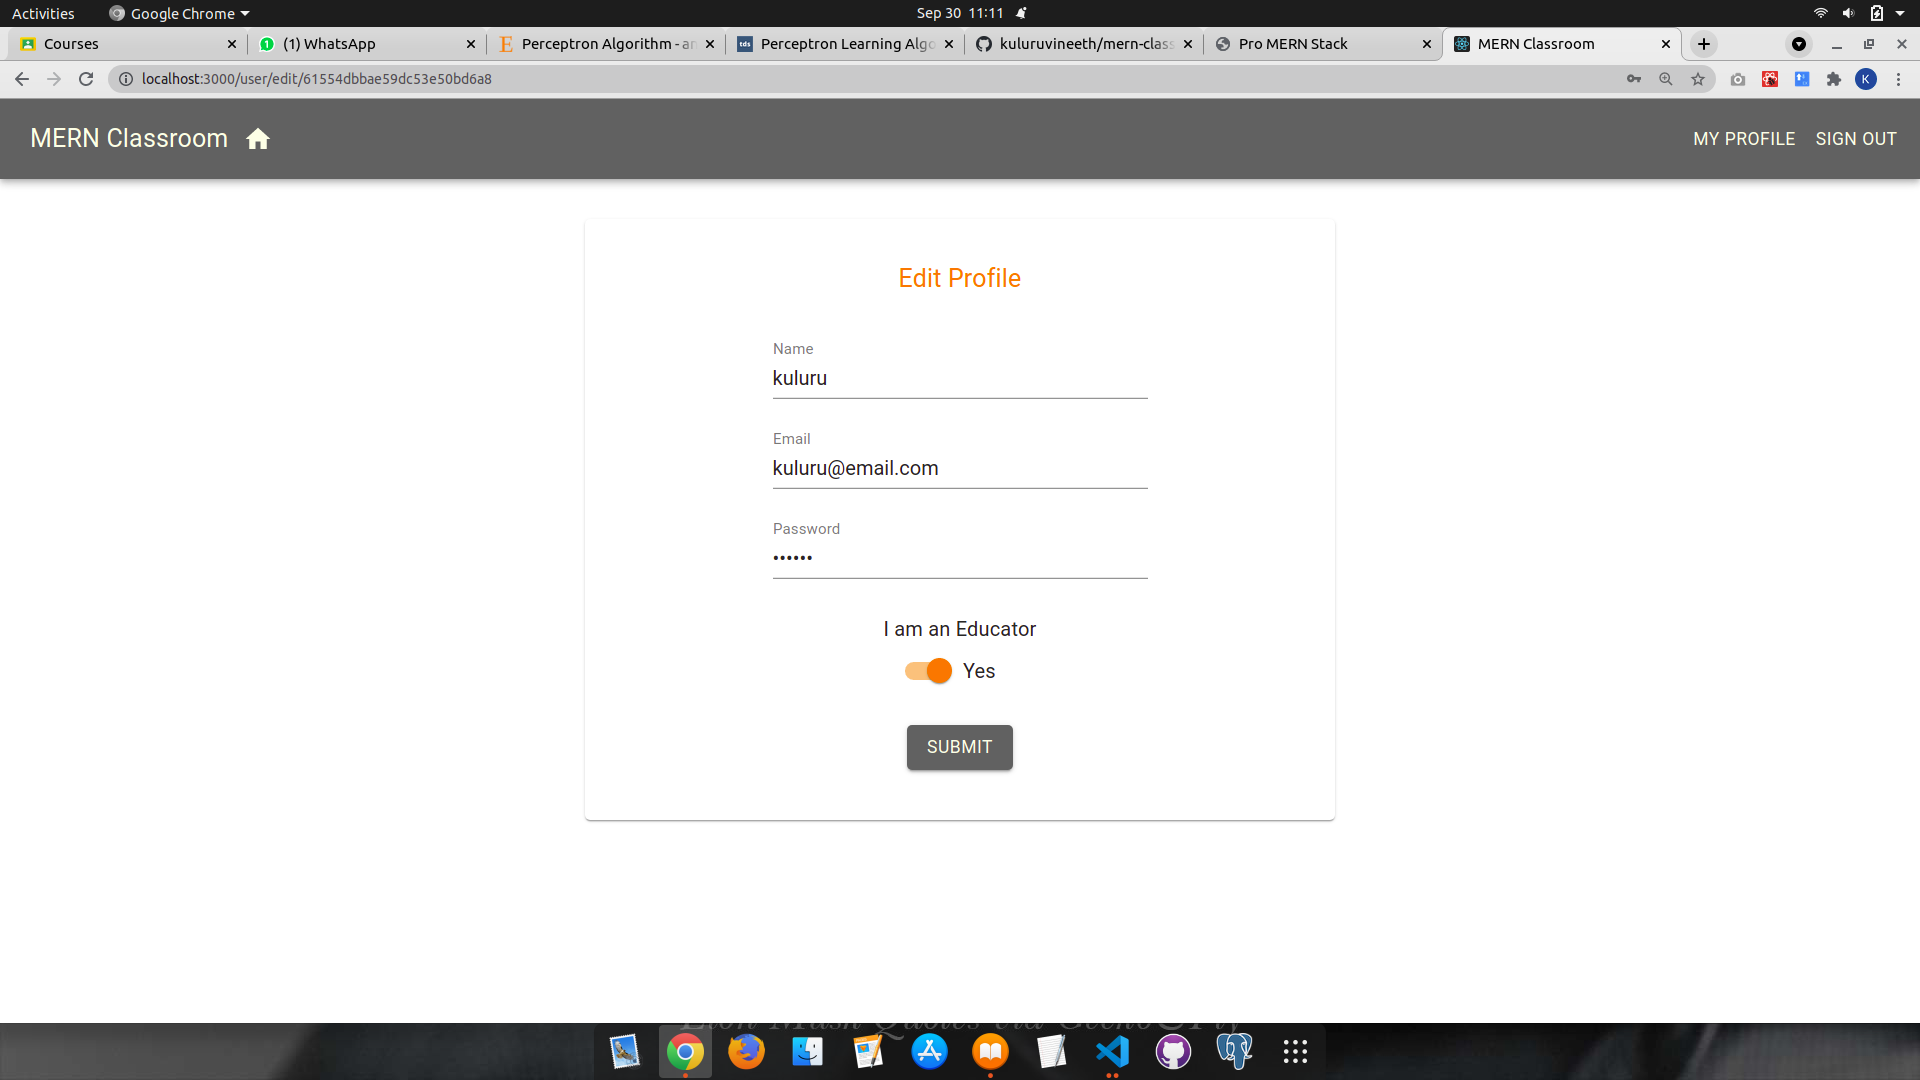 Activities Google Chrome Sep 30 11:11
Courses (1) WhatsApp Perceptron Algorithm - an Perceptron Learning Algo kuluruvineeth/mern-class Pro MERN Stack MERN Classroom
localhost:3000/user/edit/61554dbbae59dc53e50bd6a8 K
MERN Classroom MY PROFILE SIGN OUT
Edit Profile
Name
kuluru
Email
kuluru@email.com
Password
••••••
I am an Educator
Yes
SUBMIT